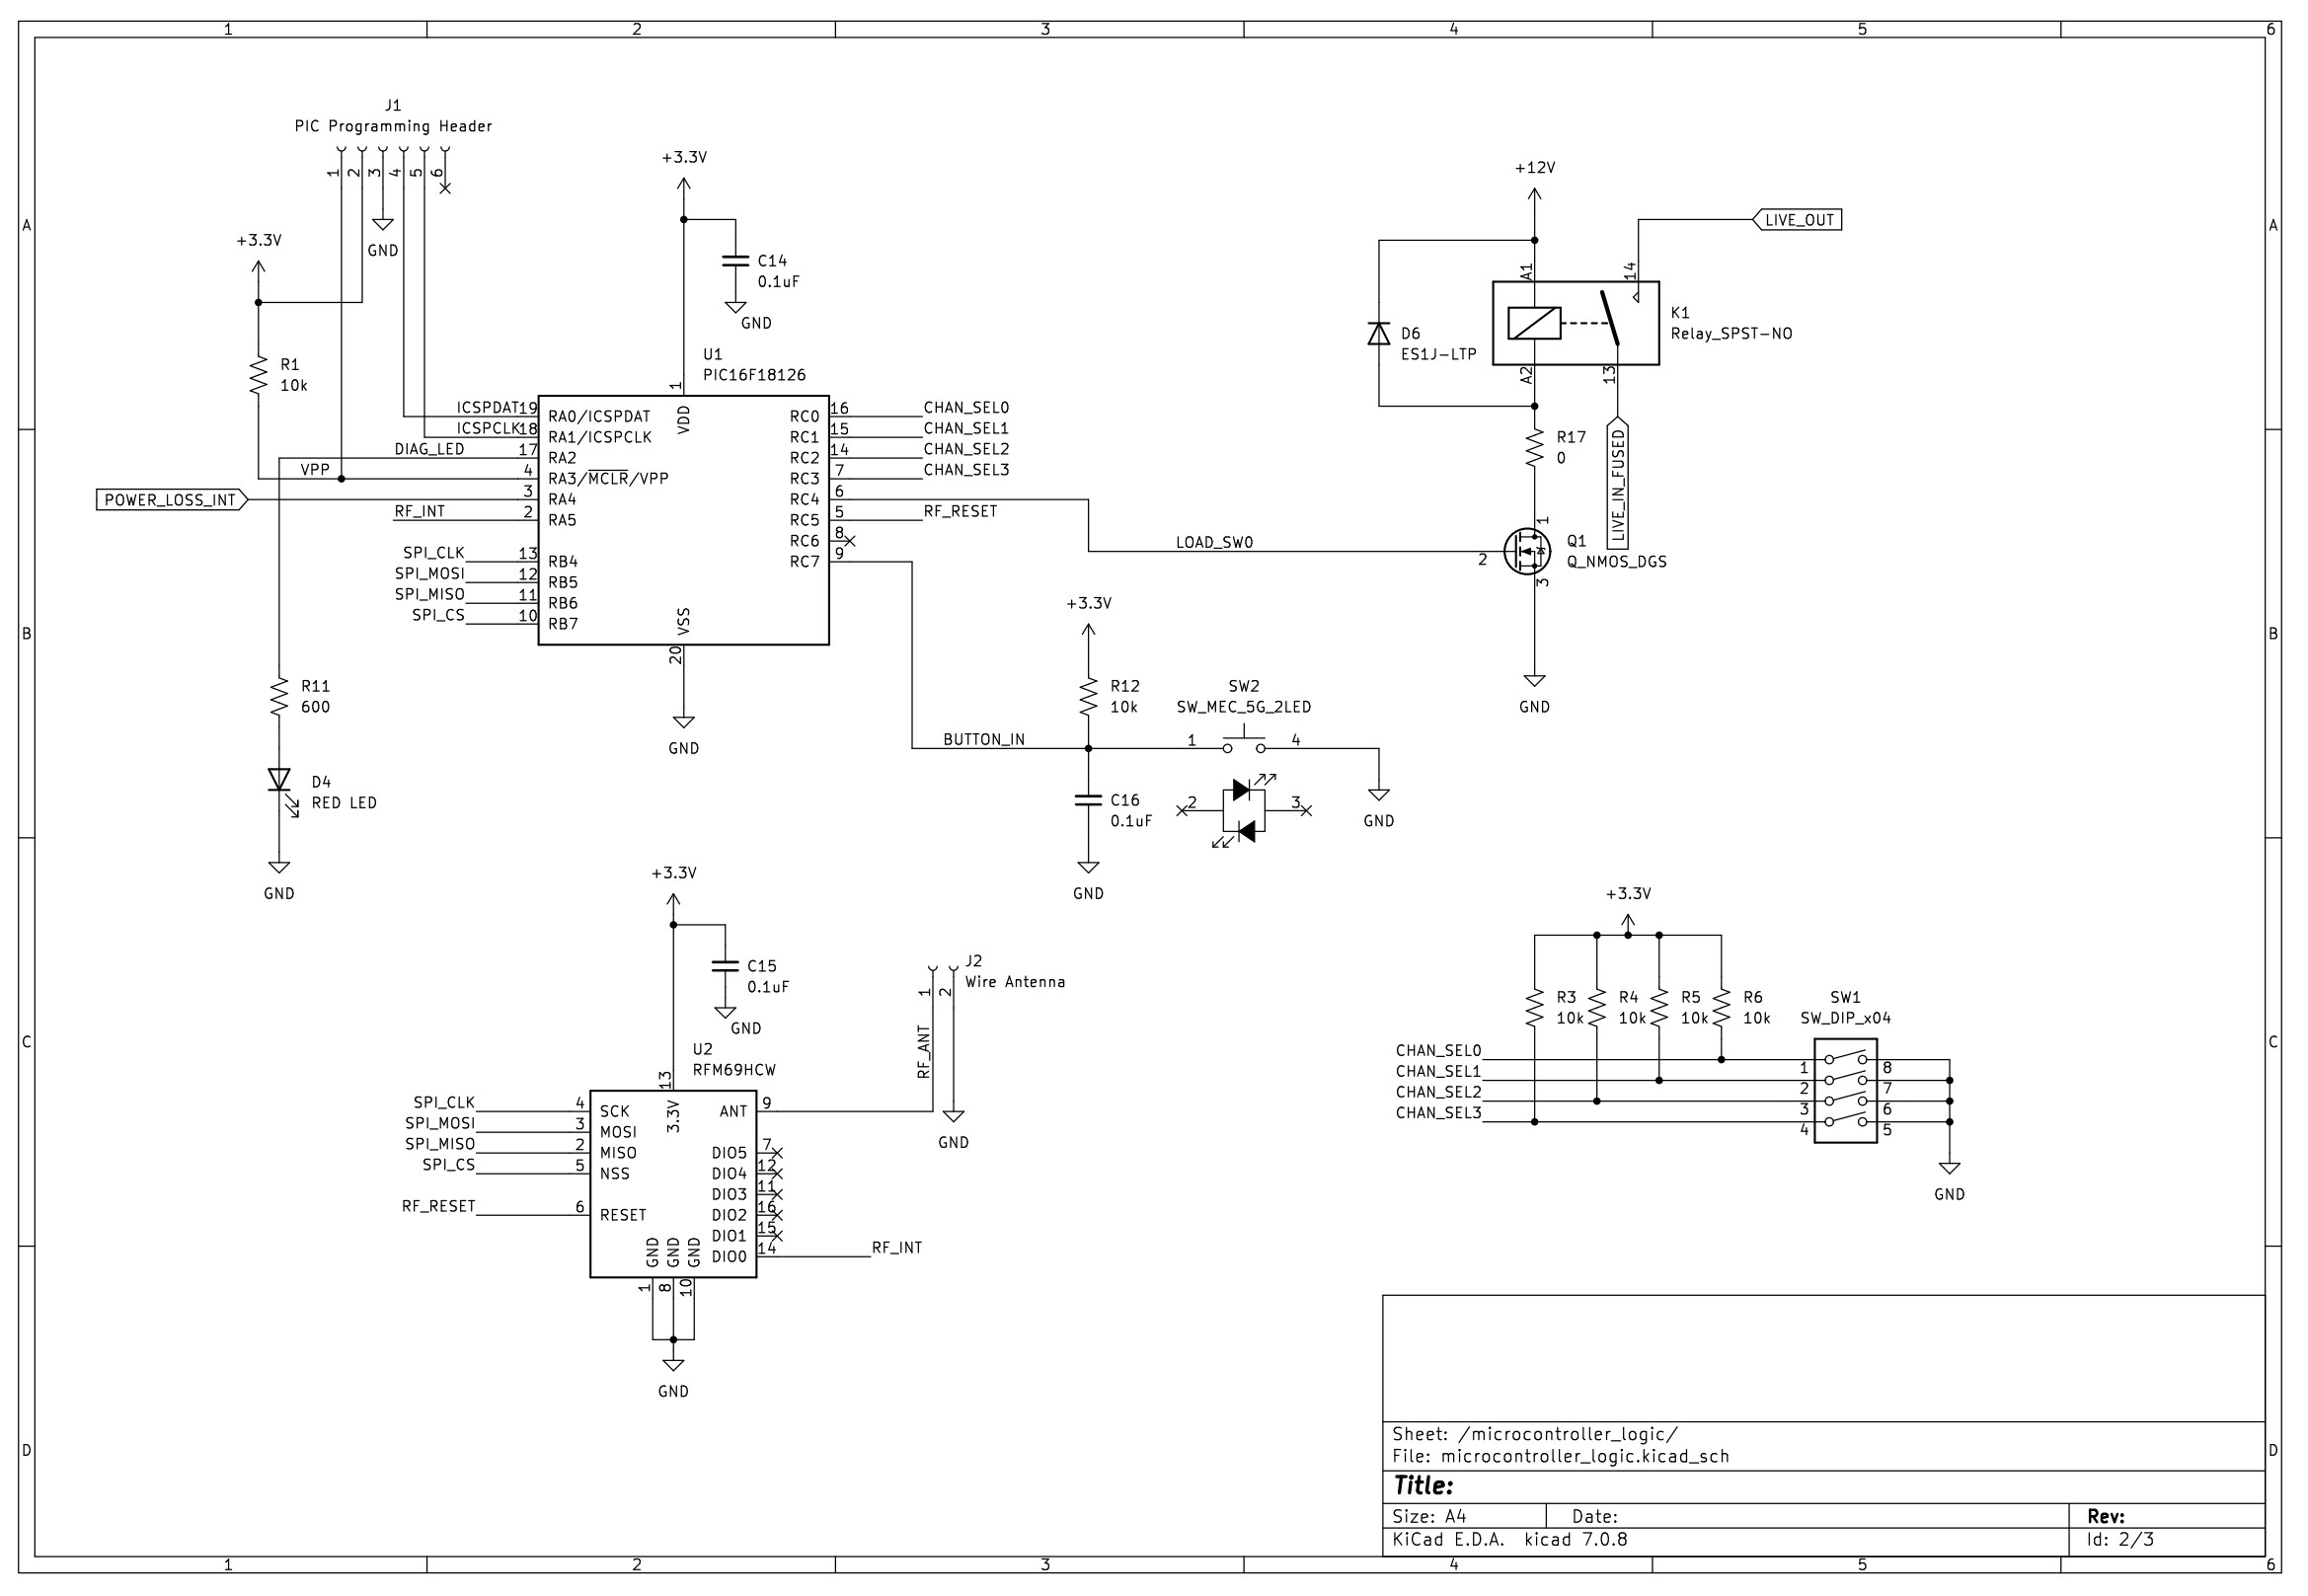 1 2 3 4 5 6
A
B
C
D
J1
PIC Programming Header
1 2 3 4 5 6
GND
+3.3V
R1
10k
+3.3V
C14
0.1uF
GND
U1
PIC16F18126
1
VDD
ICSPDAT 19 RA0/ICSPDAT
ICSPCLK 18 RA1/ICSPCLK
DIAG_LED 17 RA2
VPP 4 RA3/MCLR/VPP
POWER_LOSS_INT 3 RA4
RF_INT 2 RA5
SPI_CLK 13 RB4
SPI_MOSI 12 RB5
SPI_MISO 11 RB6
SPI_CS 10 RB7
RC0 16 CHAN_SEL0
RC1 15 CHAN_SEL1
RC2 14 CHAN_SEL2
RC3 7 CHAN_SEL3
RC4 6
RC5 5 RF_RESET
RC6 8
RC7 9
VSS
20
GND
R11
600
D4
RED LED
GND
LOAD_SW0
+12V
LIVE_OUT
A1
14
K1
Relay_SPST-NO
D6
ES1J-LTP
A2
13
R17
0
LIVE_IN_FUSED
1
2
3
Q1
Q_NMOS_DGS
GND
+3.3V
R12
10k
BUTTON_IN
SW2
SW_MEC_5G_2LED
1 4
2 3
C16
0.1uF
GND
GND
+3.3V
C15
0.1uF
GND
J2
Wire Antenna
1 2
RF_ANT
GND
U2
RFM69HCW
13
3.3V
SPI_CLK 4 SCK
SPI_MOSI 3 MOSI
SPI_MISO 2 MISO
SPI_CS 5 NSS
RF_RESET 6 RESET
ANT 9
DIO5 7
DIO4 12
DIO3 11
DIO2 16
DIO1 15
DIO0 14 RF_INT
GND GND GND
1 8 10
GND
+3.3V
R3
10k
R4
10k
R5
10k
R6
10k
SW1
SW_DIP_x04
CHAN_SEL0 1 8
CHAN_SEL1 2 7
CHAN_SEL2 3 6
CHAN_SEL3 4 5
GND
Sheet: /microcontroller_logic/
File: microcontroller_logic.kicad_sch
Title:
Size: A4 Date: Rev:
KiCad E.D.A. kicad 7.0.8 Id: 2/3
A
B
C
D
1 2 3 4 5 6